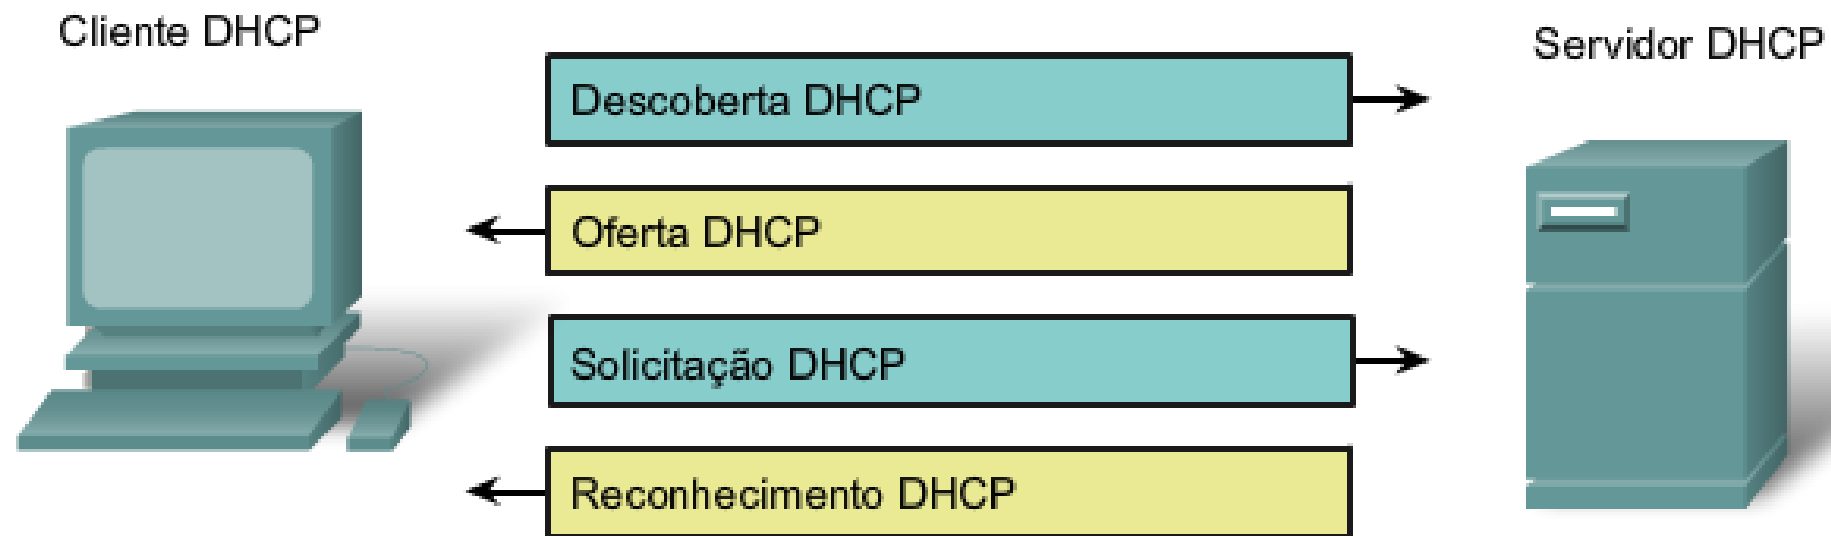 Cliente DHCP
Servidor DHCP
Descoberta DHCP
Oferta DHCP
Solicitação DHCP
Reconhecimento DHCP